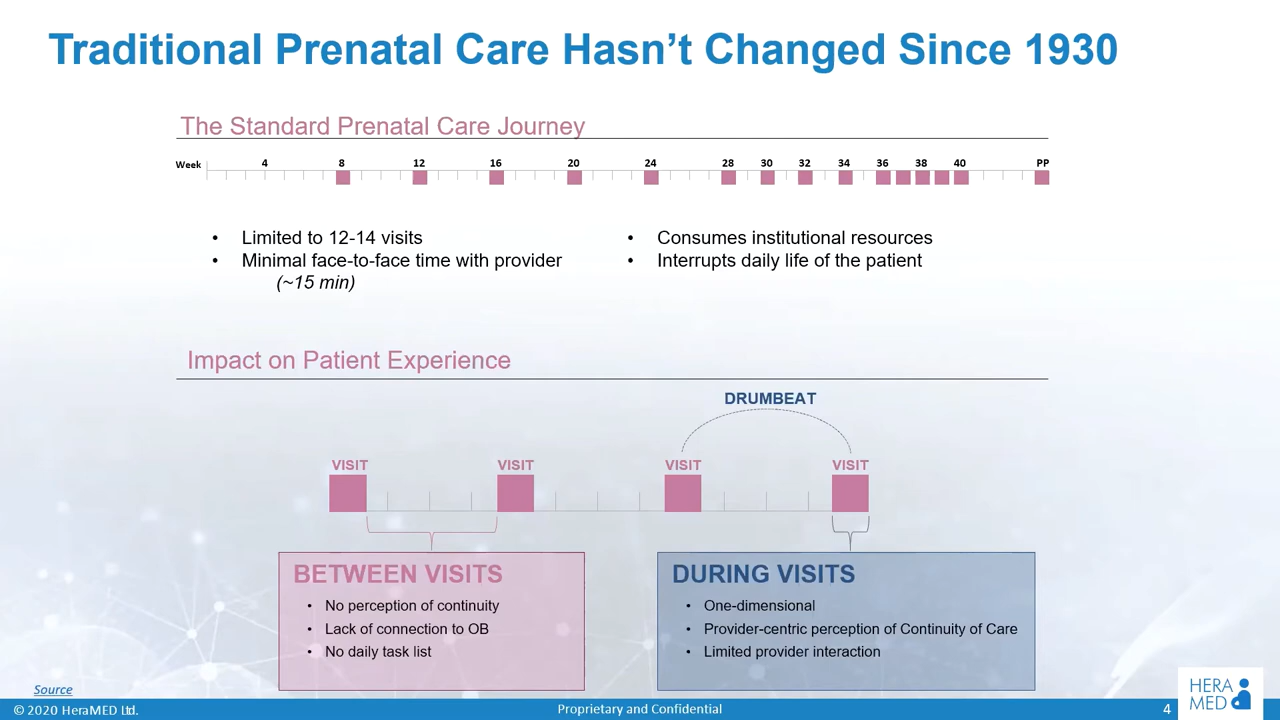 Traditional Prenatal Care Hasn’t Changed Since 1930
The Standard Prenatal Care Journey
Week 4 8 12 16 20 24 28 30 32 34 36 38 40 PP
• Limited to 12-14 visits
• Minimal face-to-face time with provider
(~15 min)
• Consumes institutional resources
• Interrupts daily life of the patient
Impact on Patient Experience
DRUMBEAT
VISIT VISIT VISIT VISIT
BETWEEN VISITS
• No perception of continuity
• Lack of connection to OB
• No daily task list
DURING VISITS
• One-dimensional
• Provider-centric perception of Continuity of Care
• Limited provider interaction
Source
© 2020 HeraMED Ltd.
Proprietary and Confidential
4
HERA
MED